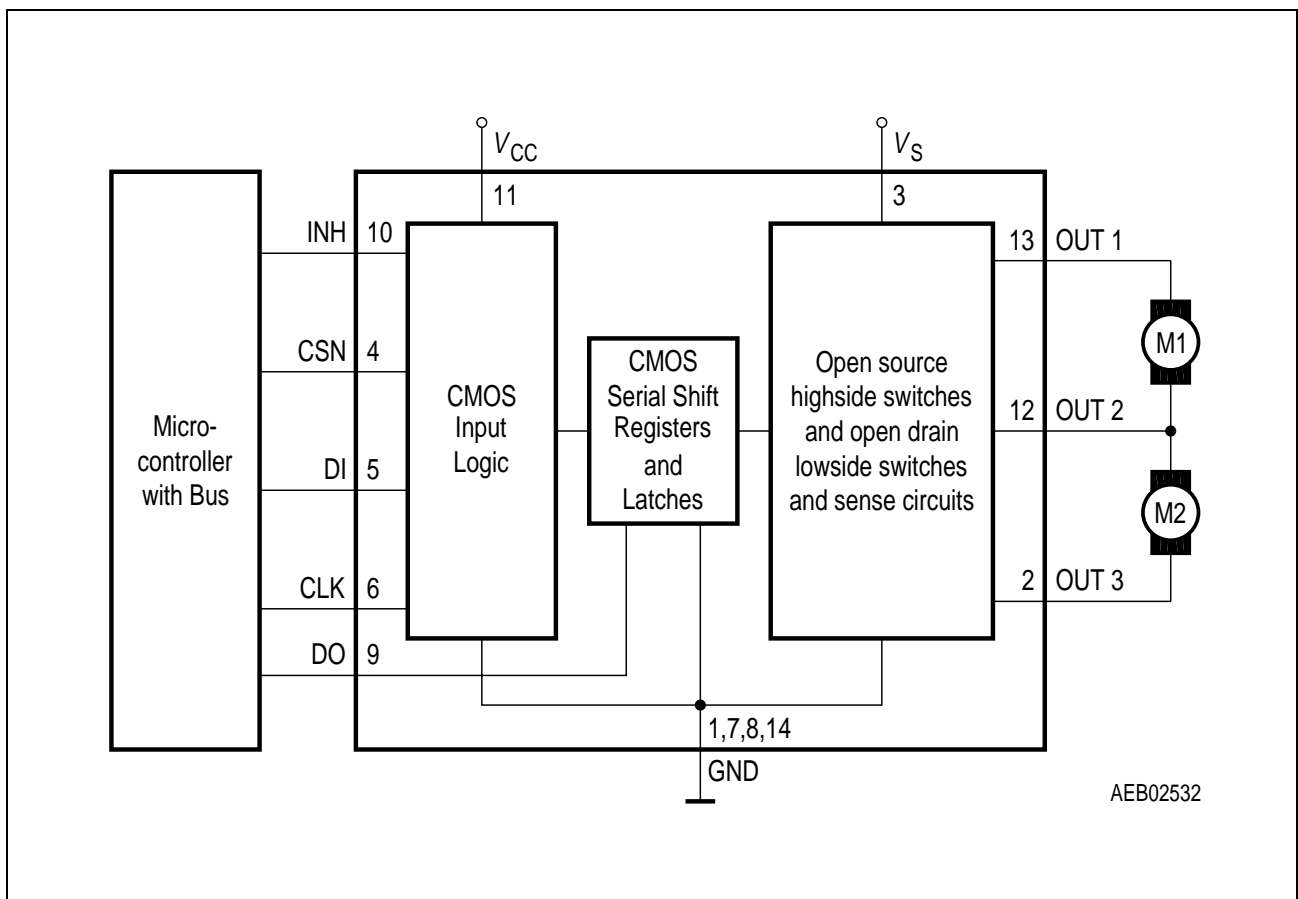 VCC
VS
11
3
INH 10
13 OUT 1
CSN 4
M1
CMOS
Serial Shift
Registers
and
Latches
Open source
highside switches
and open drain
lowside switches
and sense circuits
CMOS
Input
Logic
12 OUT 2
Micro-
controller
with Bus
DI 5
M2
CLK 6
2 OUT 3
DO 9
1,7,8,14
GND
AEB02532